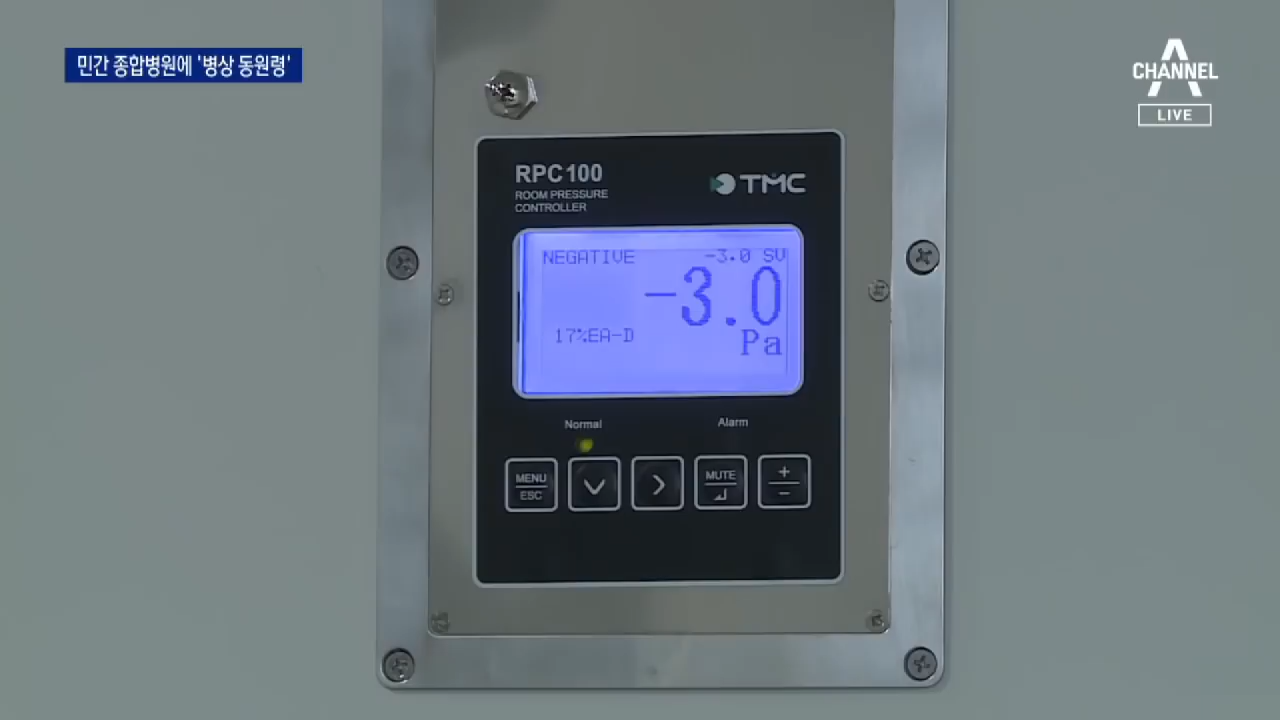 민간 종합병원에 '병상 동원령'
CHANNEL A
LIVE
RPC100
ROOM PRESSURE
CONTROLLER
TMC
NEGATIVE -3.0 SV
-3.0
17%EA-D
Pa
Normal Alarm
MENU
ESC
MUTE
+
-